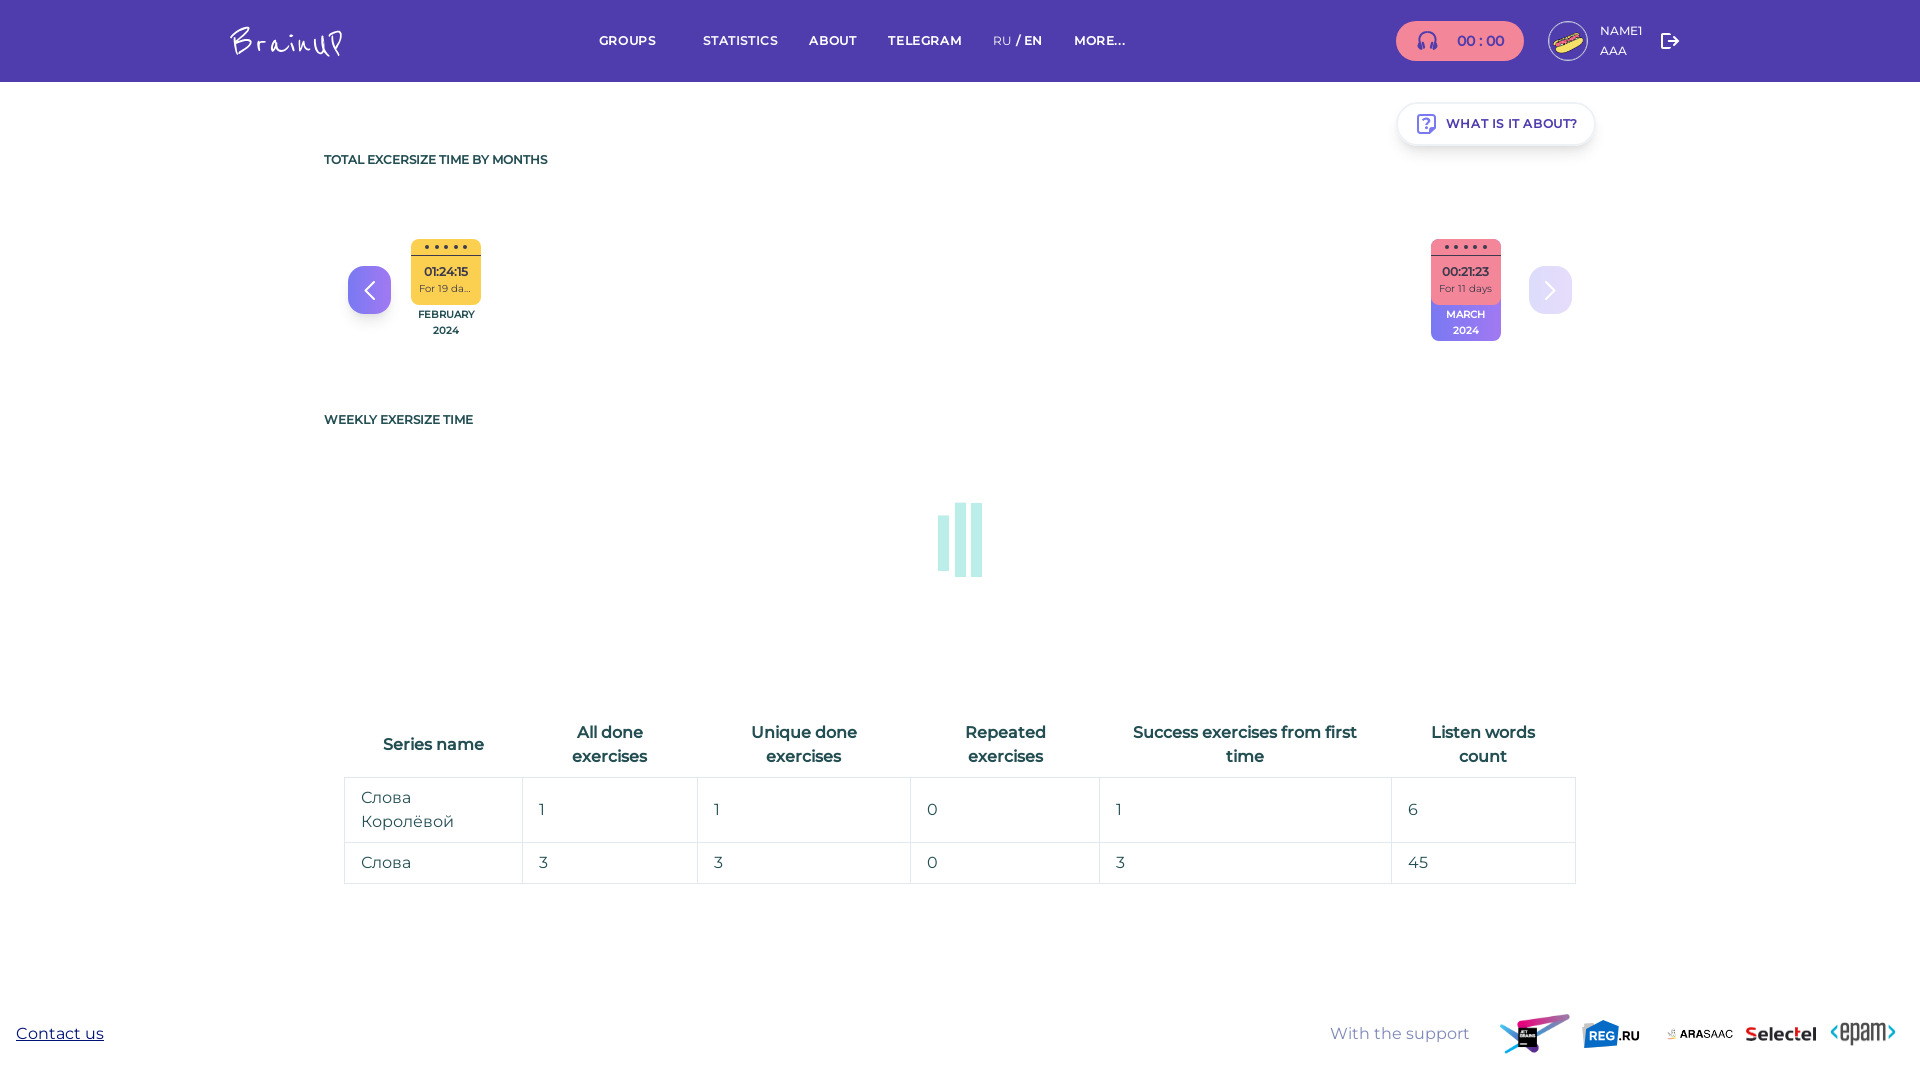 BrainUP
GROUPS
STATISTICS
ABOUT
TELEGRAM
RU / EN
MORE...
00 : 00
NAME1
AAA
WHAT IS IT ABOUT?
TOTAL EXCERSIZE TIME BY MONTHS
01:24:15
For 19 da...
FEBRUARY
2024
00:21:23
For 11 days
MARCH
2024
WEEKLY EXERSIZE TIME
Series name
All done
exercises
Unique done
exercises
Repeated
exercises
Success exercises from first
time
Listen words
count
Слова
Королёвой
1
1
0
1
6
Слова
3
3
0
3
45
Contact us
With the support
JET
BRAINS
REG.RU
ARASAAC
Selectel
<epam>